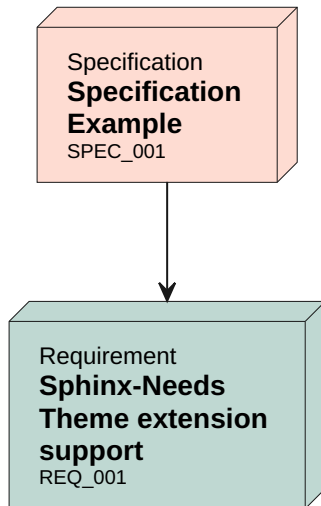 Specification
Specification
Example
SPEC_001
Requirement
Sphinx-Needs
Theme extension
support
REQ_001